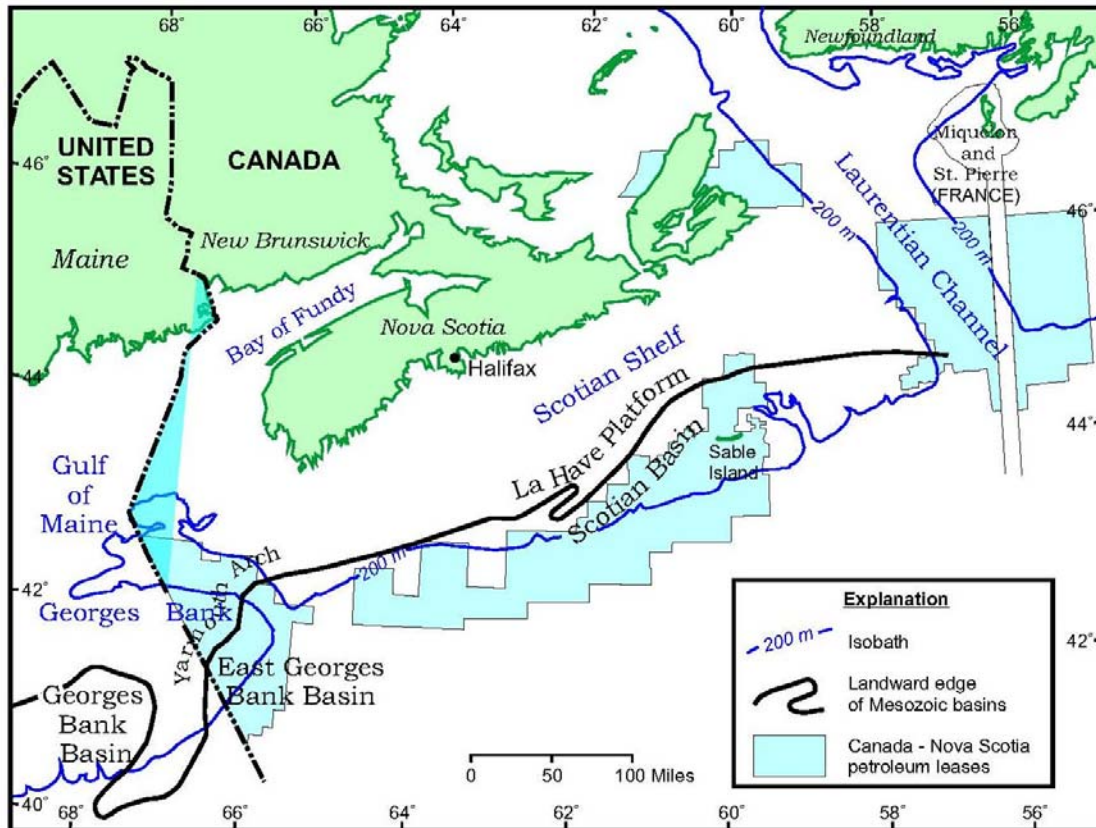 68° 66° 64° 62° 60° 58° 56°
Newfoundland
UNITED
STATES
CANADA
46°
46°
Miquelon
and
St. Pierre
(FRANCE)
Maine
New Brunswick
Laurentian Channel
200 m
200 m
Bay of Fundy
Nova Scotia
Halifax
Scotian Shelf
44°
44°
La Have Platform
Scotian Basin
Sable
Island
Gulf
of
Maine
200 m
42°
42°
Georges Bank
Yarmouth Arch
East Georges
Bank Basin
Georges
Bank
Basin
0 50 100 Miles
Explanation
200 m
Isobath
Landward edge
of Mesozoic basins
Canada - Nova Scotia
petroleum leases
40°
68° 66° 64° 62° 60° 58° 56°